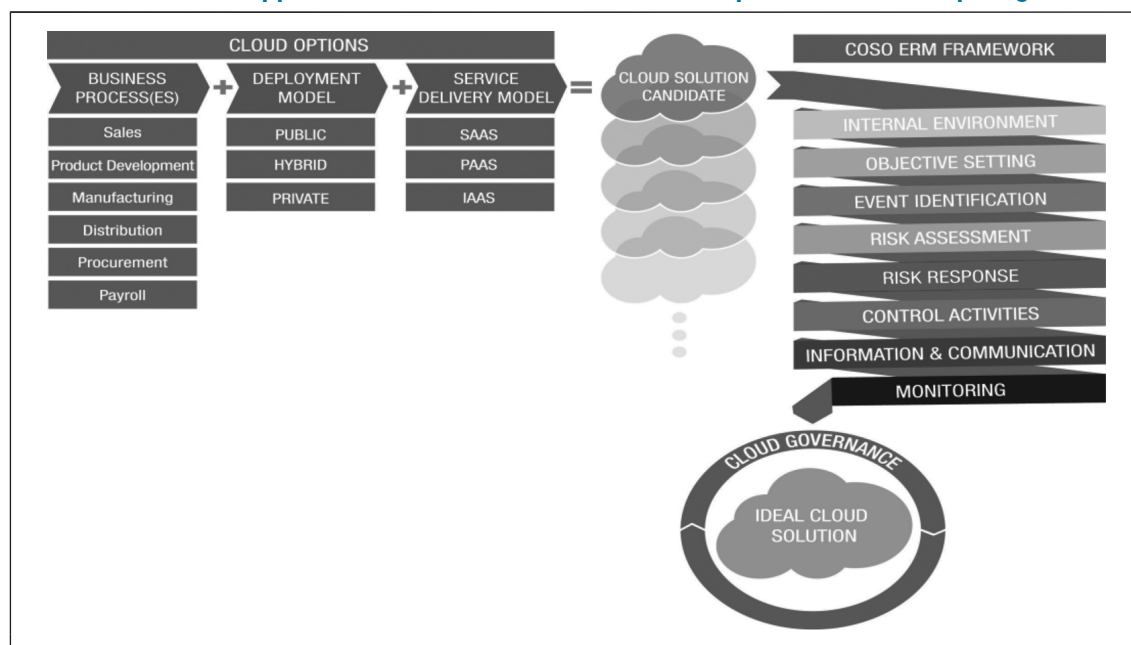 CLOUD OPTIONS
BUSINESS
PROCESS(ES)
+
DEPLOYMENT
MODEL
+
SERVICE
DELIVERY MODEL
=
CLOUD SOLUTION
CANDIDATE
Sales
Product Development
Manufacturing
Distribution
Procurement
Payroll
PUBLIC
HYBRID
PRIVATE
SAAS
PAAS
IAAS
COSO ERM FRAMEWORK
INTERNAL ENVIRONMENT
OBJECTIVE SETTING
EVENT IDENTIFICATION
RISK ASSESSMENT
RISK RESPONSE
CONTROL ACTIVITIES
INFORMATION & COMMUNICATION
MONITORING
CLOUD GOVERNANCE
IDEAL CLOUD
SOLUTION